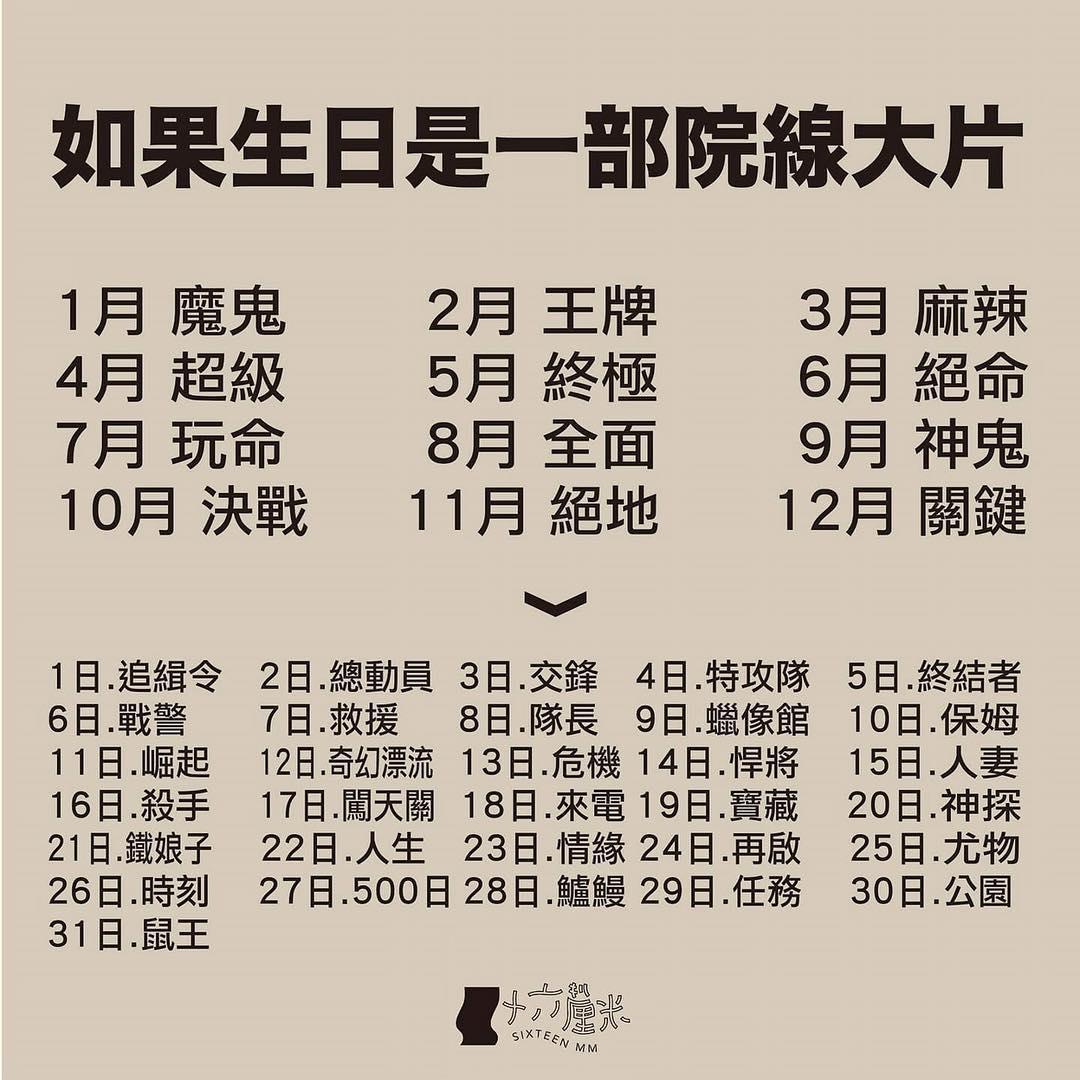 如果生日是一部院線大片
1月 魔鬼 2月 王牌 3月 麻辣
4月 超級 5月 終極 6月 絕命
7月 玩命 8月 全面 9月 神鬼
10月 決戰 11月 絕地 12月 關鍵
1日.追緝令 2日.總動員 3日.交鋒 4日.特攻隊 5日.終結者
6日.戰警 7日.救援 8日.隊長 9日.蠟像館 10日.保姆
11日.崛起 12日.奇幻漂流 13日.危機 14日.悍將 15日.人妻
16日.殺手 17日.闖天關 18日.來電 19日.寶藏 20日.神探
21日.鐵娘子 22日.人生 23日.情緣 24日.再啟 25日.尤物
26日.時刻 27日.500日 28日.鱸鰻 29日.任務 30日.公園
31日.鼠王
十六釐米
SIXTEEN MM